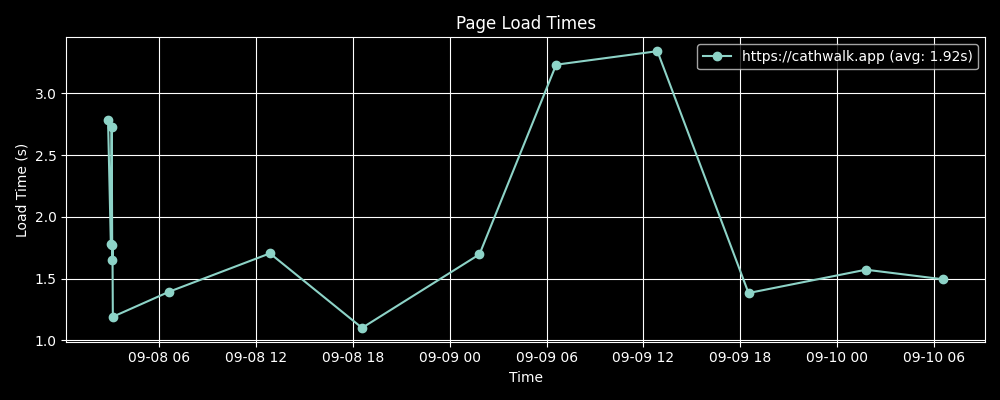 Page Load Times
https://cathwalk.app (avg: 1.92s)
Load Time (s)
3.0
2.5
2.0
1.5
1.0
09-08 06 09-08 12 09-08 18 09-09 00 09-09 06 09-09 12 09-09 18 09-10 00 09-10 06
Time